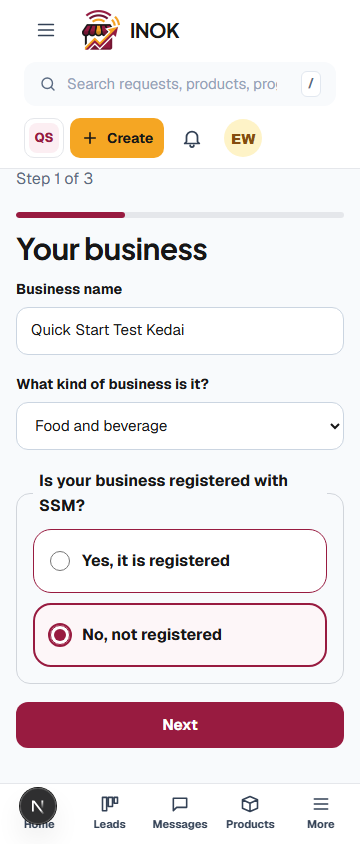 INOK
Search requests, products, pro
/
QS
Create
EW
Step 1 of 3
Your business
Business name
Quick Start Test Kedai
What kind of business is it?
Food and beverage
Is your business registered with
SSM?
Yes, it is registered
No, not registered
Next
N
Home
Leads
Messages
Products
More